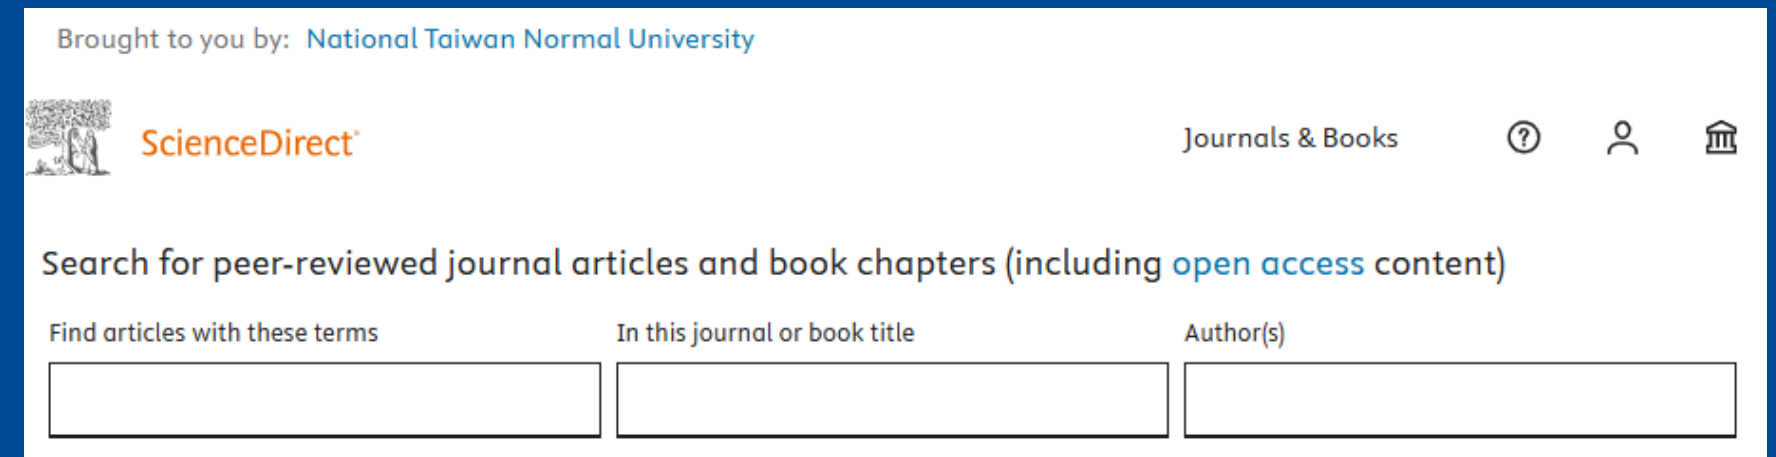 Brought to you by: National Taiwan Normal University
ScienceDirect®
Journals & Books
Search for peer-reviewed journal articles and book chapters (including open access content)
Find articles with these terms
In this journal or book title
Author(s)